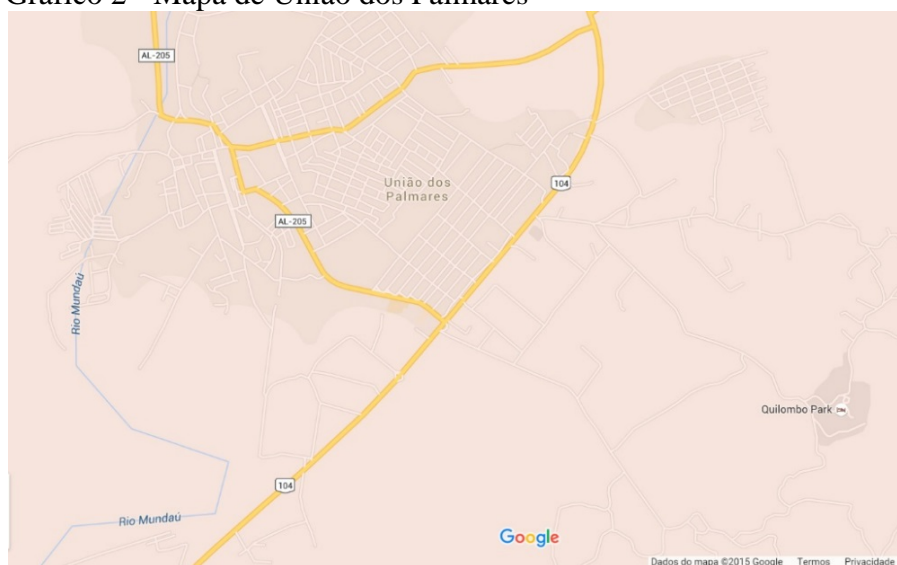 Gráfico 2 - Mapa de União dos Palmares
AL-205
União dos
Palmares
104
AL-205
Rio Mundaú
Quilombo Park
104
Rio Mundaú
Google
Dados do mapa ©2015 Google Termos Privacidade